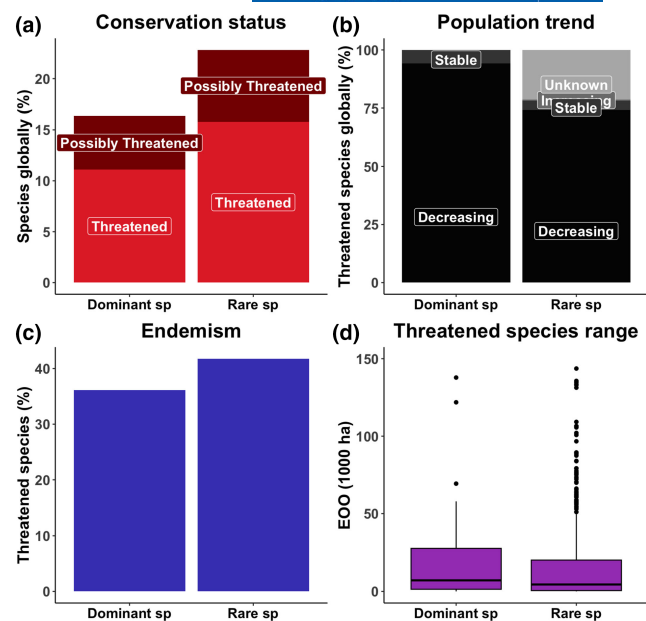 (a) Conservation status
Species globally (%)
20
15
10
5
0
Possibly Threatened
Possibly Threatened
Threatened
Threatened
Dominant sp Rare sp
(b) Population trend
Threatened species globally (%)
100
75
50
25
0
Stable
Unknown
Increasing
Stable
Decreasing
Decreasing
Dominant sp Rare sp
(c) Endemism
Threatened species (%)
40
30
20
10
0
Dominant sp Rare sp
(d) Threatened species range
EOO (1000 ha)
150
100
50
0
Dominant sp Rare sp